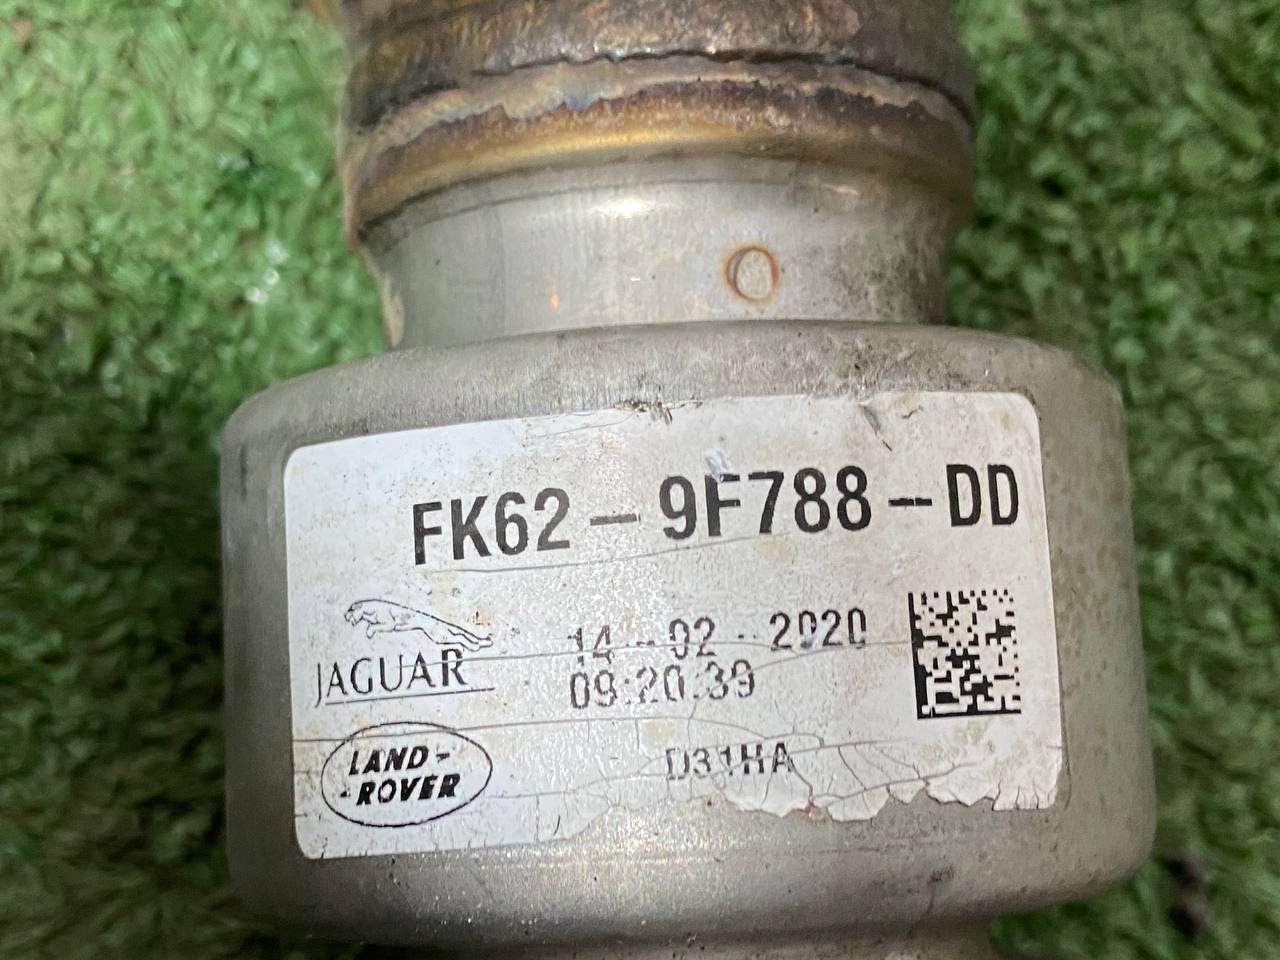 FK62-9F788-DD
JAGUAR
14-02-2020
09:20:39
LAND-
-ROVER
D31HA